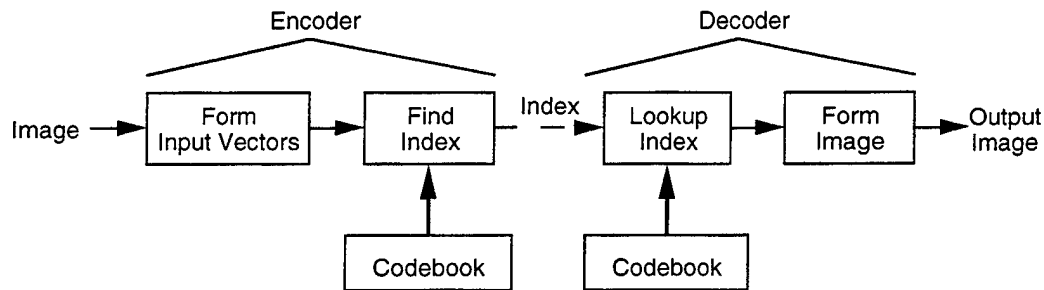 Encoder
Decoder
Image
Form
Input Vectors
Find
Index
Index
Lookup
Index
Form
Image
Output
Image
Codebook
Codebook